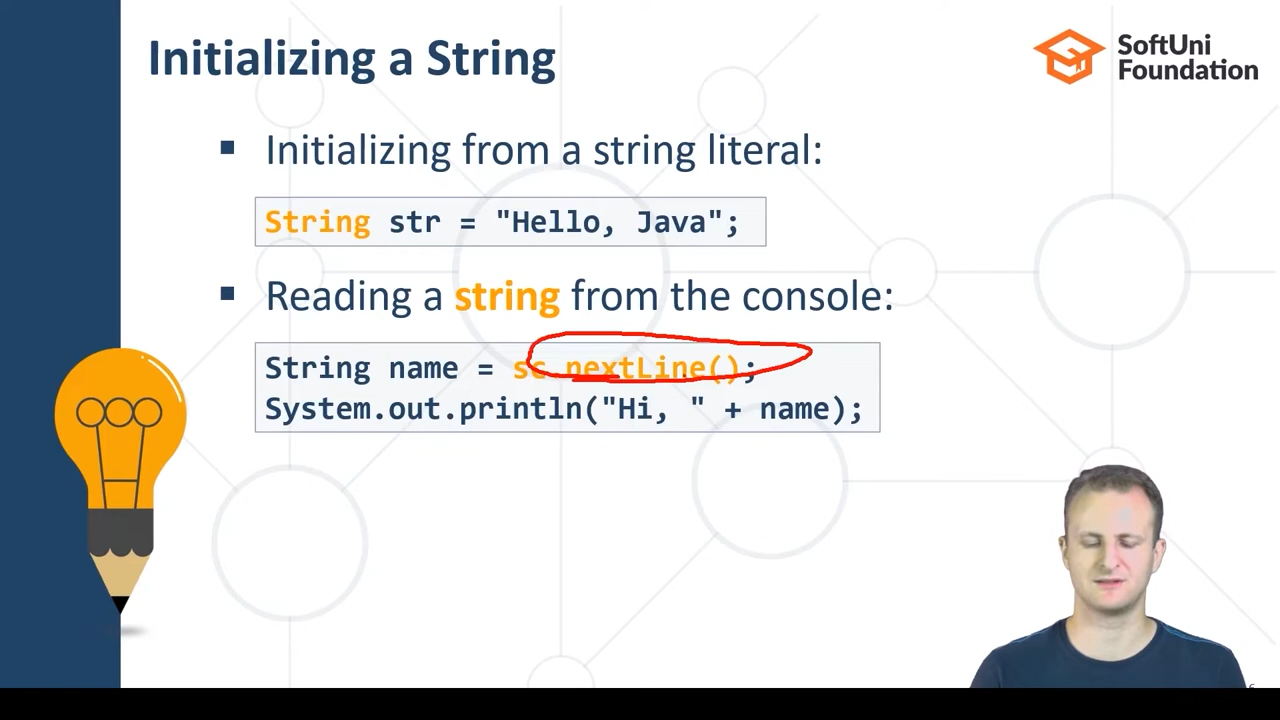 Initializing a String
SoftUni
Foundation
▪ Initializing from a string literal:
String str = "Hello, Java";
▪ Reading a string from the console:
String name = sc.nextLine();
System.out.println("Hi, " + name);